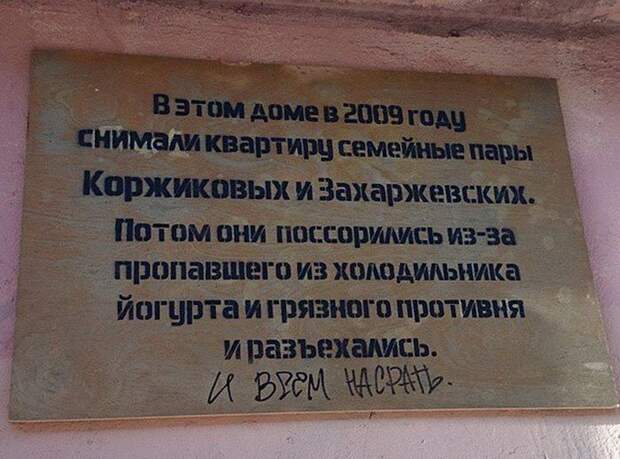 В этом доме в 2009 году
снимали квартиру семейные пары
Коржиковых и Захаржевских.
Потом они поссорились из-за
пропавшего из холодильника
йогурта и грязного противня
и разъехались.
И ВСЕМ НАСРАТЬ.